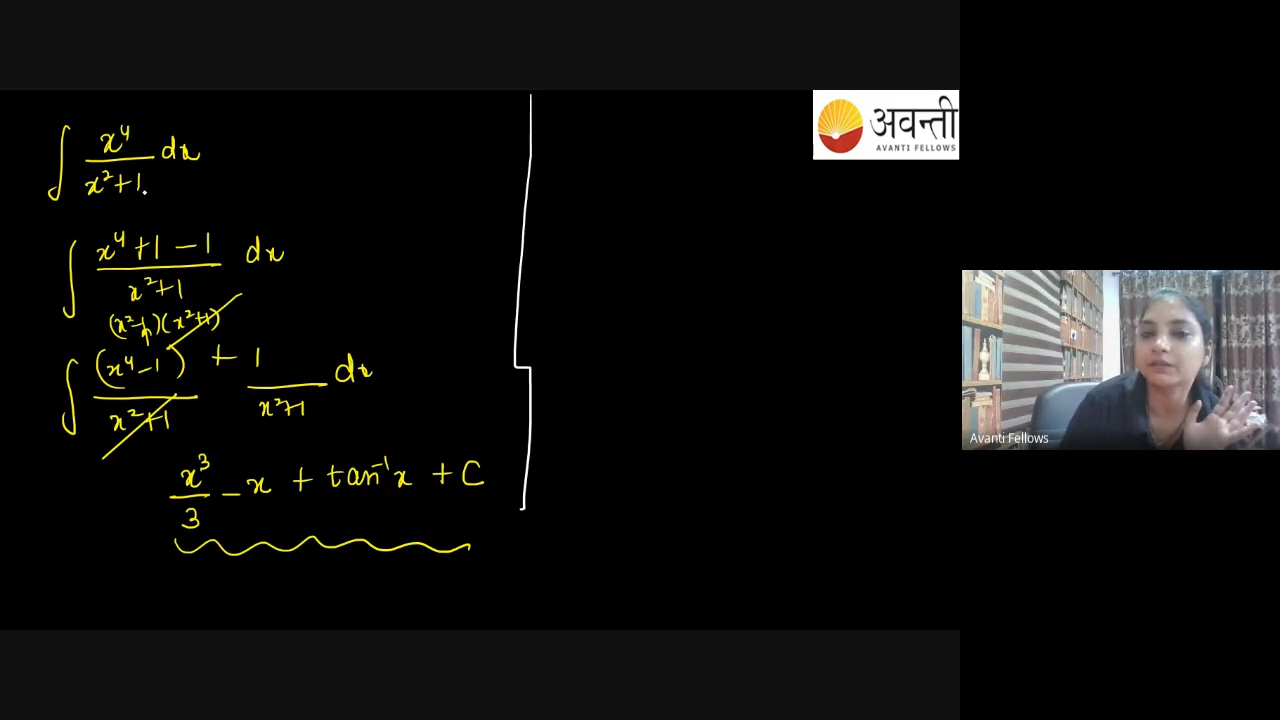 ∫ x⁴/(x²+1) dx
∫ (x⁴+1−1)/(x²+1) dx
(x²−1)(x²+1)
∫ (x⁴−1)/(x²+1) + 1/(x²+1) dx
x³/3 − x + tan⁻¹x + C
अवन्ती
AVANTI FELLOWS
Avanti Fellows